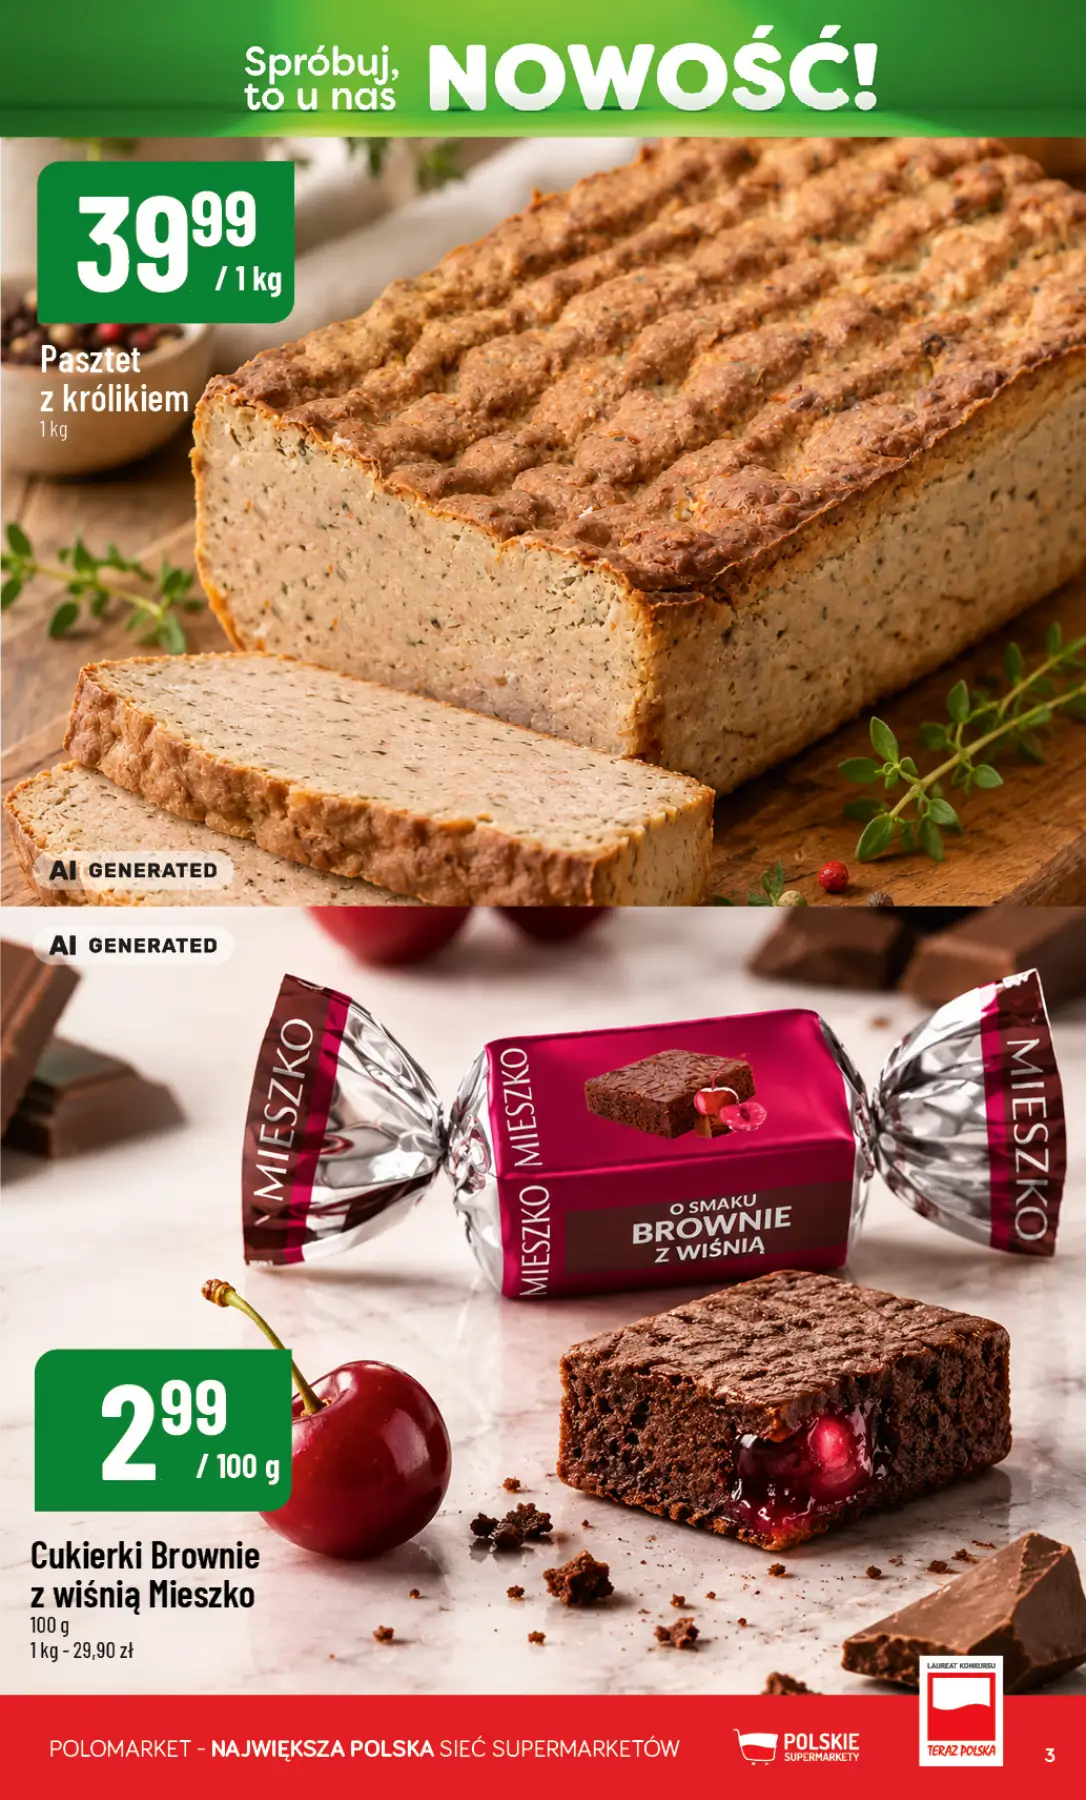 Spróbuj,
to u nas
NOWOŚĆ!
39 99
/ 1 kg
Pasztet
z królikiem
1 kg
AI GENERATED
AI GENERATED
MIESZKO
MIESZKO
MIESZKO
MIESZKO
O SMAKU
BROWNIE
Z WIŚNIĄ
2 99
/ 100 g
Cukierki Brownie
z wiśnią Mieszko
100 g
1 kg - 29,90 zł
LAUREAT KONKURSU
TERAZ POLSKA
POLOMARKET - NAJWIĘKSZA POLSKA SIEĆ SUPERMARKETÓW
POLSKIE
SUPERMARKETY
3